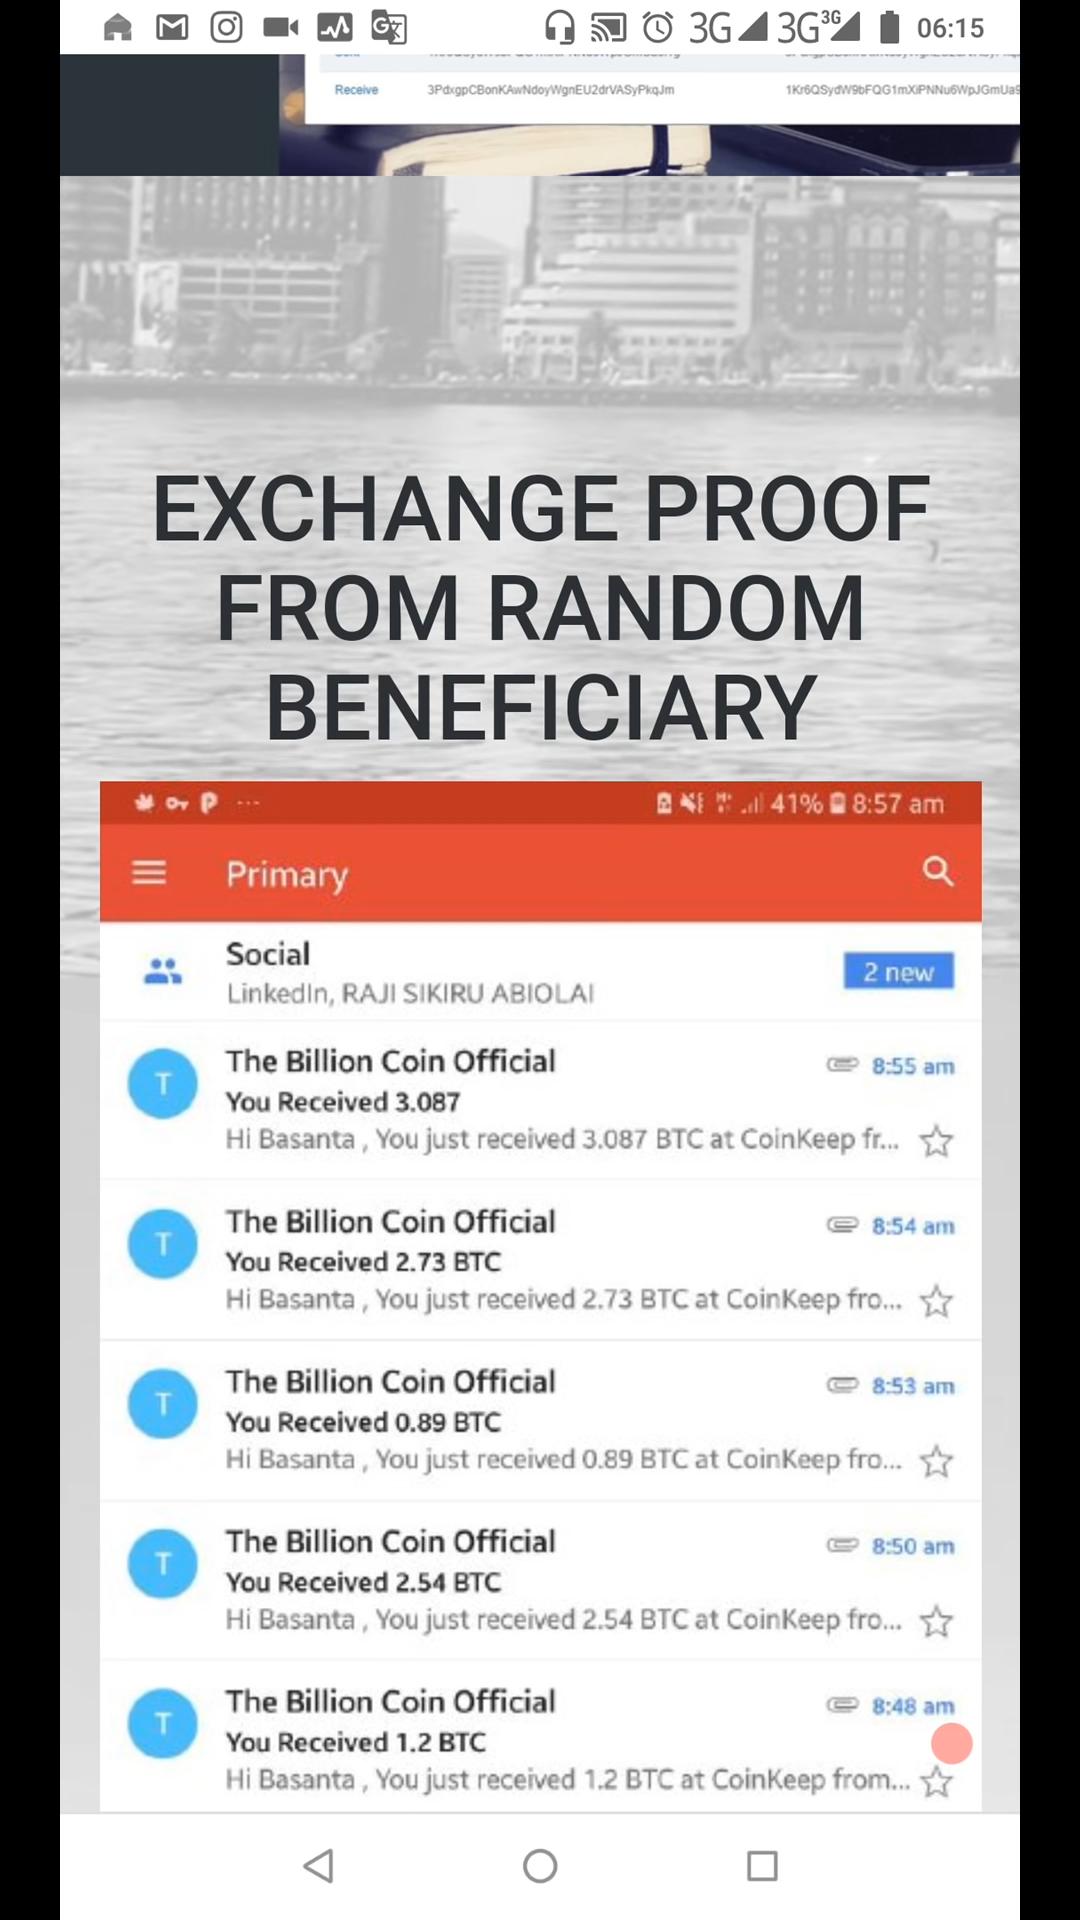 3G 3G 3G 06:15
Receive 3PdxgpCBonKAwNdoyWgnEU2drVASyPkqJm
EXCHANGE PROOF
FROM RANDOM
BENEFICIARY
41% 8:57 am
Primary
Social
2 new
LinkedIn, RAJI SIKIRU ABIOLAI
The Billion Coin Official 8:55 am
You Received 3.087
Hi Basanta , You just received 3.087 BTC at CoinKeep fr...
The Billion Coin Official 8:54 am
You Received 2.73 BTC
Hi Basanta , You just received 2.73 BTC at CoinKeep fro...
The Billion Coin Official 8:53 am
You Received 0.89 BTC
Hi Basanta , You just received 0.89 BTC at CoinKeep fro...
The Billion Coin Official 8:50 am
You Received 2.54 BTC
Hi Basanta , You just received 2.54 BTC at CoinKeep fro...
The Billion Coin Official 8:48 am
You Received 1.2 BTC
Hi Basanta , You just received 1.2 BTC at CoinKeep from...